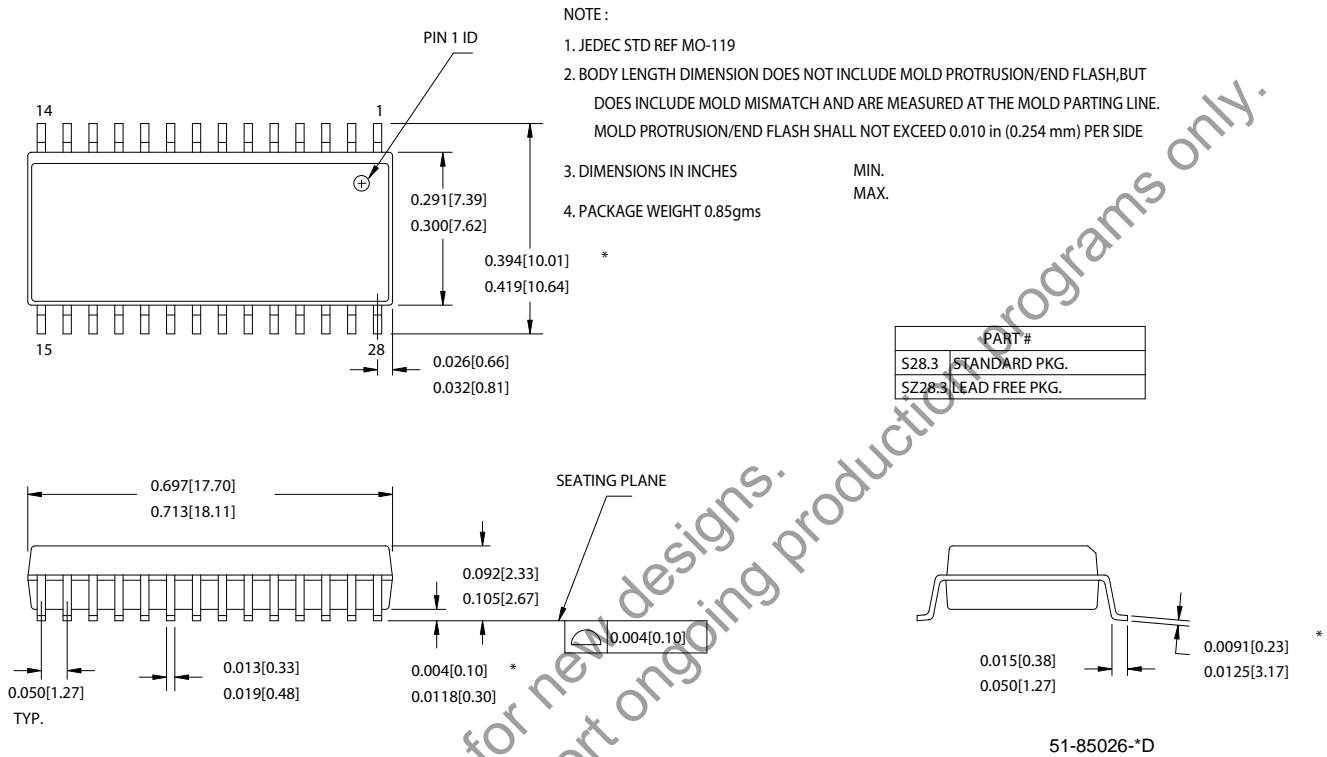 NOTE :
1. JEDEC STD REF MO-119
2. BODY LENGTH DIMENSION DOES NOT INCLUDE MOLD PROTRUSION/END FLASH,BUT
DOES INCLUDE MOLD MISMATCH AND ARE MEASURED AT THE MOLD PARTING LINE.
MOLD PROTRUSION/END FLASH SHALL NOT EXCEED 0.010 in (0.254 mm) PER SIDE
3. DIMENSIONS IN INCHES MIN.
MAX.
4. PACKAGE WEIGHT 0.85gms
PIN 1 ID
14 1
0.291[7.39]
0.300[7.62]
0.394[10.01] *
0.419[10.64]
15 28
0.026[0.66]
0.032[0.81]
PART #
S28.3 STANDARD PKG.
SZ28.3 LEAD FREE PKG.
0.697[17.70]
0.713[18.11]
SEATING PLANE
0.092[2.33]
0.105[2.67]
0.004[0.10]
0.050[1.27]
TYP.
0.013[0.33]
0.019[0.48]
0.004[0.10] *
0.0118[0.30]
0.015[0.38]
0.050[1.27]
0.0091[0.23] *
0.0125[3.17]
51-85026-*D
for new designs.
ort ongoing production programs only.